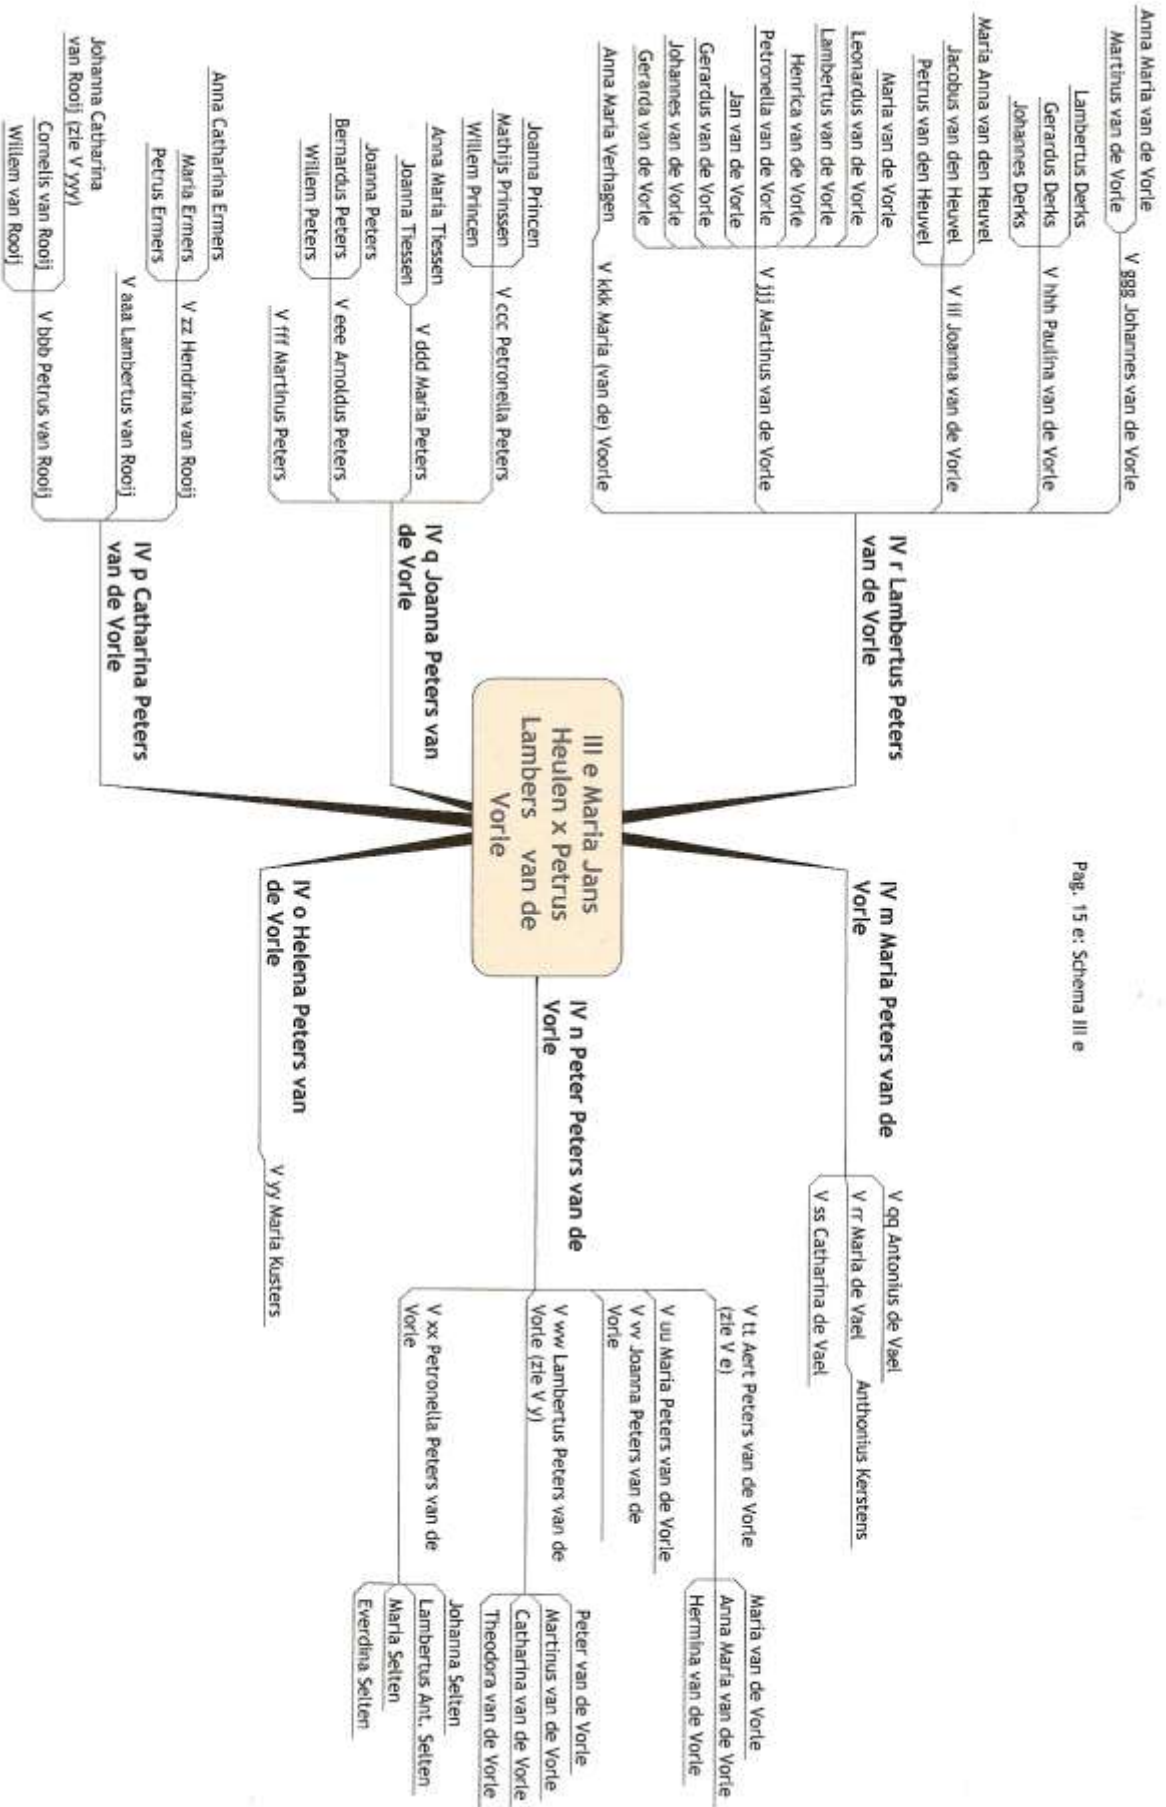 Pag. 15 e: Schema III e
III e Maria Jans
Heulen x Petrus
Lambers van de
Vorle
IV m Maria Peters van de
Vorle
V qq Antonius de Vael
V rr Maria de Vael
Anthonius Kerstens
V ss Catharina de Vael
IV n Peter Peters van de
Vorle
V tt Aert Peters van de Vorle
(zie V e)
Maria van de Vorle
Anna Maria van de Vorle
Hermina van de Vorle
V uu Maria Peters van de Vorle
V vv Joanna Peters van de
Vorle
V ww Lambertus Peters van de
Vorle (zie V y)
Peter van de Vorle
Martinus van de Vorle
Catharina van de Vorle
Theodora van de Vorle
V xx Petronella Peters van de
Vorle
Johanna Selten
Lambertus Ant. Selten
Maria Selten
Everdina Selten
IV o Helena Peters van
de Vorle
V yy Maria Kusters
IV r Lambertus Peters
van de Vorle
V ggg Johannes van de Vorle
Anna Maria van de Vorle
Martinus van de Vorle
V hhh Paulina van de Vorle
Lambertus Derks
Gerardus Derks
Johannes Derks
V iii Joanna van de Vorle
Maria Anna van den Heuvel
Jacobus van den Heuvel
Petrus van den Heuvel
V jjj Martinus van de Vorle
Maria van de Vorle
Leonardus van de Vorle
Lambertus van de Vorle
Henrica van de Vorle
Petronella van de Vorle
Jan van de Vorle
Gerardus van de Vorle
Johannes van de Vorle
Gerarda van de Vorle
V kkk Maria (van de) Voorle
Anna Maria Verhagen
IV q Joanna Peters van
de Vorle
V ccc Petronella Peters
Joanna Princen
Mathijs Prinssen
Willem Princen
V ddd Maria Peters
Anna Maria Tiessen
Joanna Tiessen
V eee Arnoldus Peters
Joanna Peters
Bernardus Peters
Willem Peters
V fff Martinus Peters
IV p Catharina Peters
van de Vorle
V zz Hendrina van Rooij
Anna Catharina Ermers
Maria Ermers
Petrus Ermers
V aaa Lambertus van Rooij
V bbb Petrus van Rooij
Johanna Catharina
van Rooij (zie V yyy)
Cornelis van Rooij
Willem van Rooij